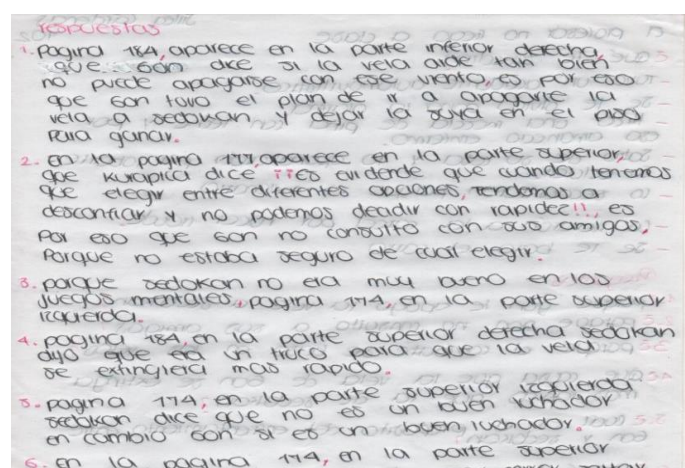 respuestas
1. pagina 184, aparece en la parte inferior derecha,
que gon dice si la vela arde tan bien
no puede apagarse con ese viento, es por eso
que gon tuvo el plan de ir a apagarle la
vela a sedokan y dejar la suya en el piso
para ganar.
2. en la pagina 177, aparece en la parte superior,
que kurapica dice ¡¡es evidente que cuando tenemos
que elegir entre diferentes opciones, tendemos a
desconfiar y no podemos decidir con rapidez!!, es
por eso que gon no consulto con sus amigos,
porque no estaba seguro de cual elegir.
3. porque sedokan no era muy bueno en los
juegos mentales, pagina 174, en la parte superior
izquierda.
4. pagina 184, en la parte superior derecha sedokan
dijo que era un truco para que la vela
se extinguiera mas rapido.
5. pagina 174, en la parte superior izquierda
sedokan dice que no es un buen luchador
en cambio gon si es un buen luchador.
6. en la pagina 174, en la parte superior